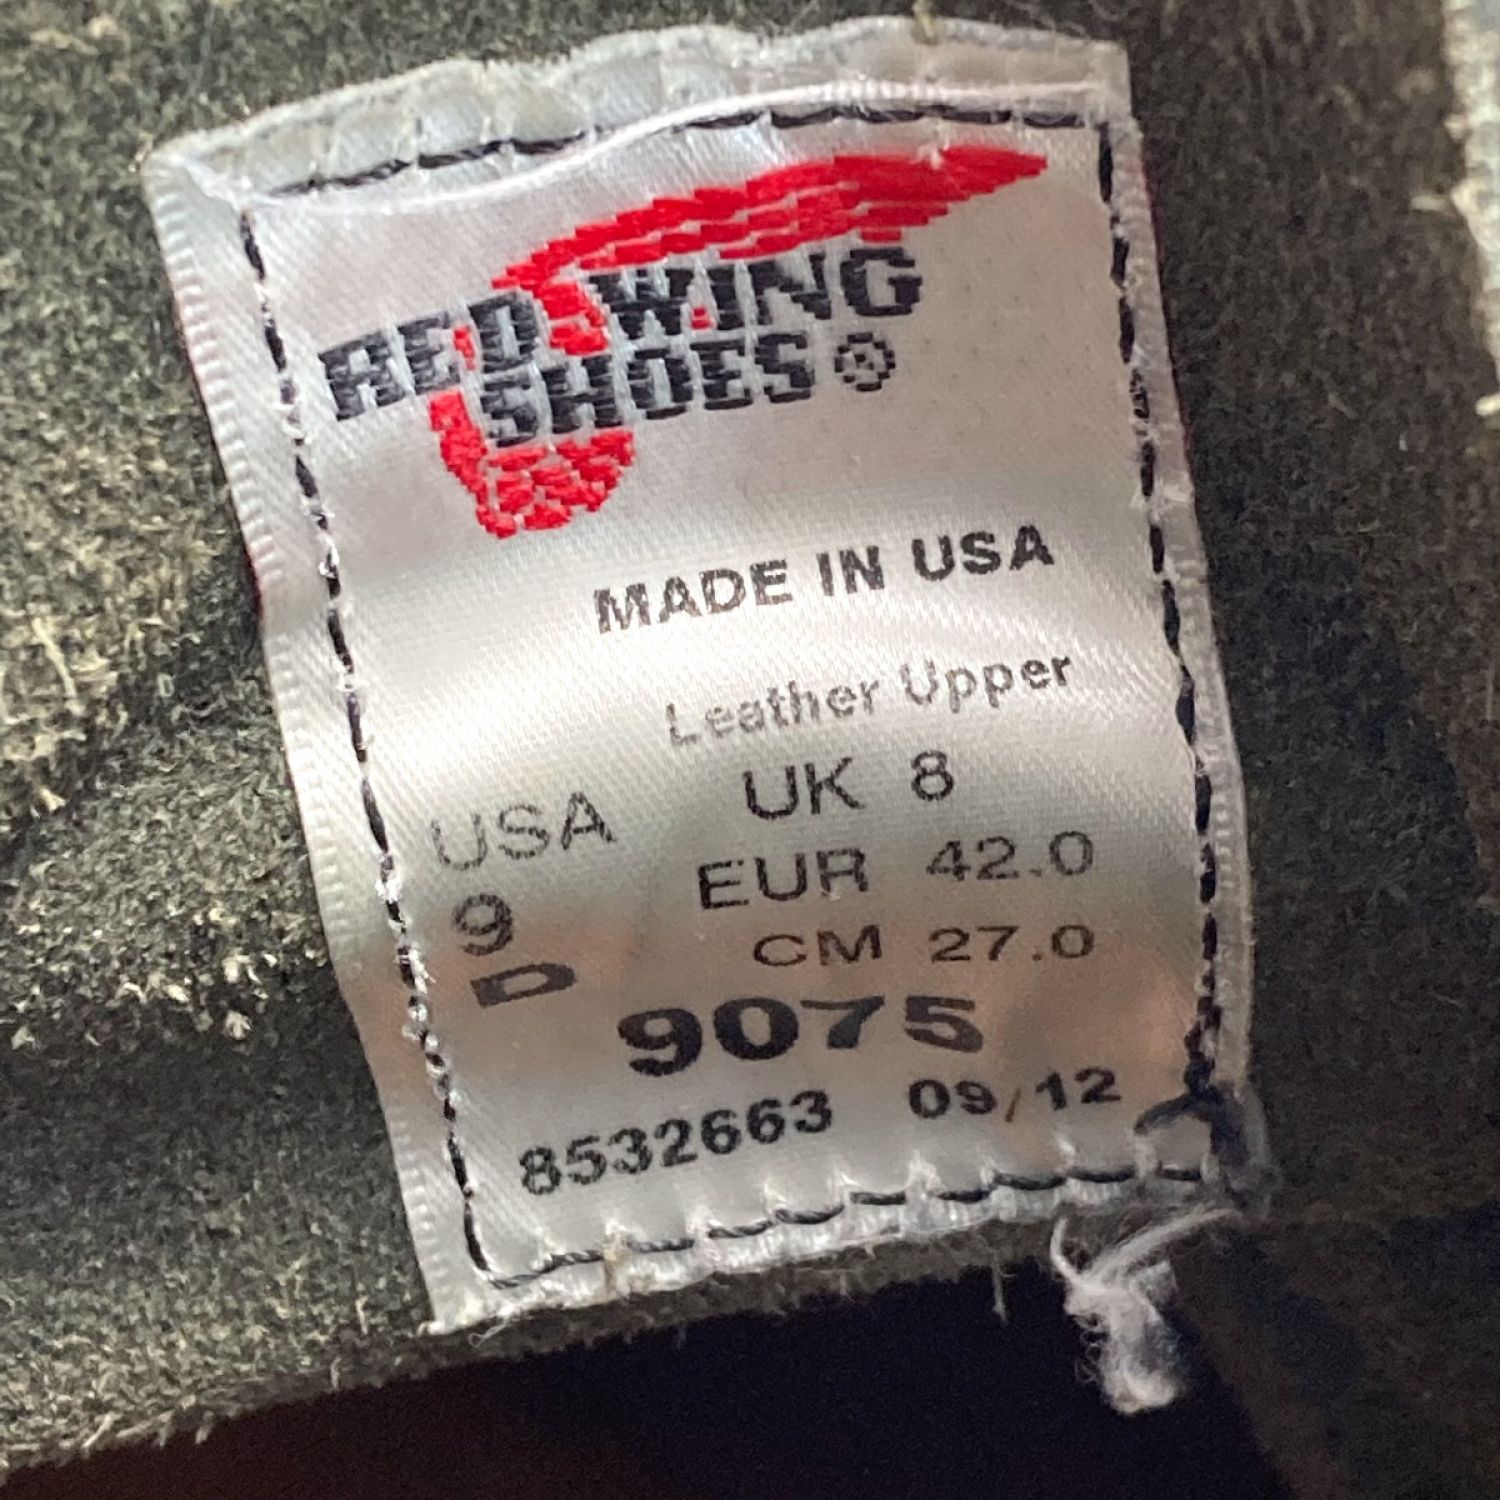 RED WING
SHOES®
MADE IN USA
Leather Upper
USA
9
D
UK 8
EUR 42.0
CM 27.0
9075
8532663 09/12